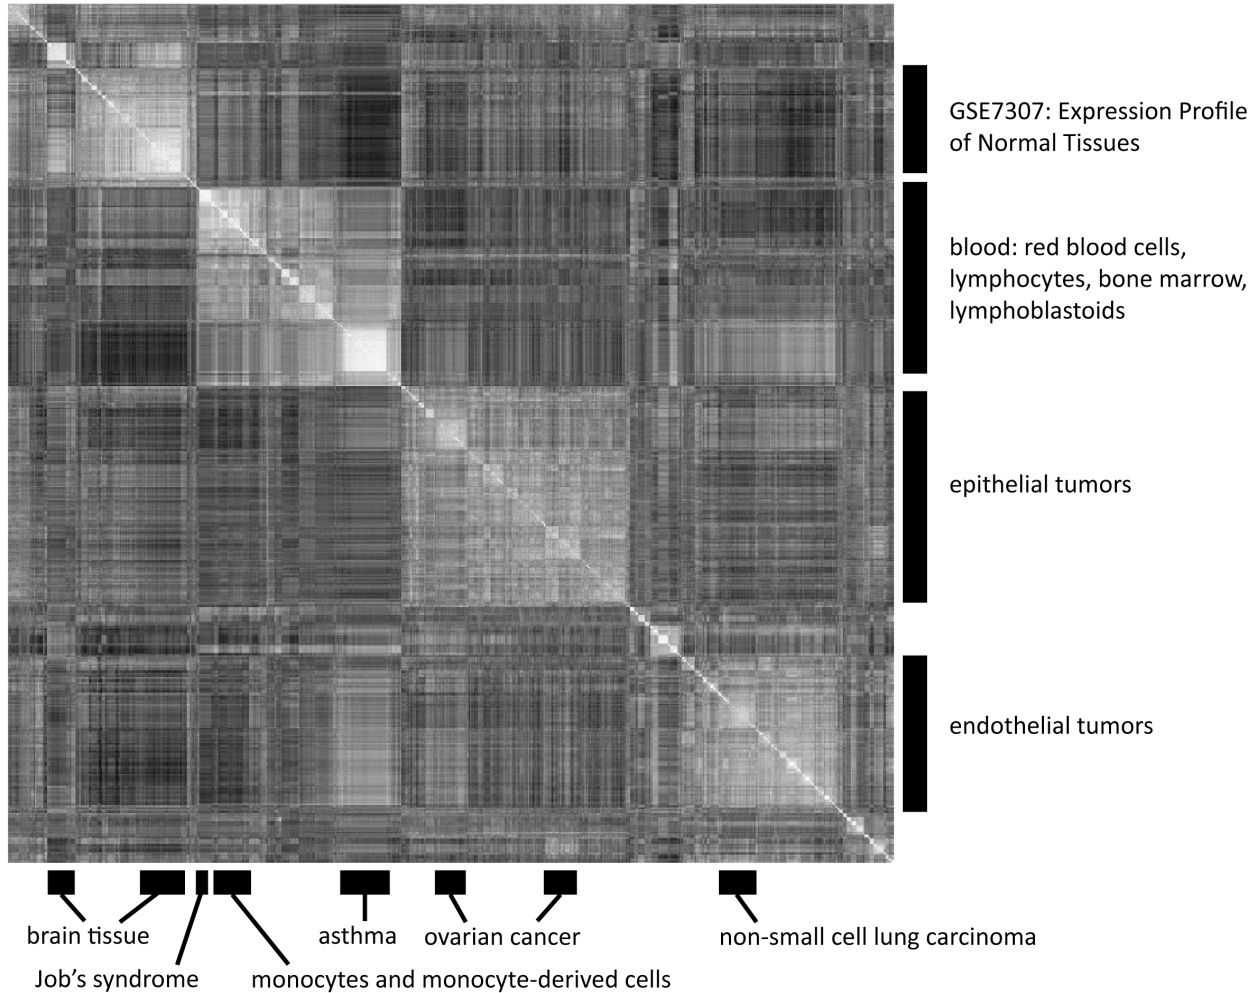 GSE7307: Expression Profile
of Normal Tissues
blood: red blood cells,
lymphocytes, bone marrow,
lymphoblastoids
epithelial tumors
endothelial tumors
brain tissue
asthma
ovarian cancer
non-small cell lung carcinoma
Job's syndrome
monocytes and monocyte-derived cells